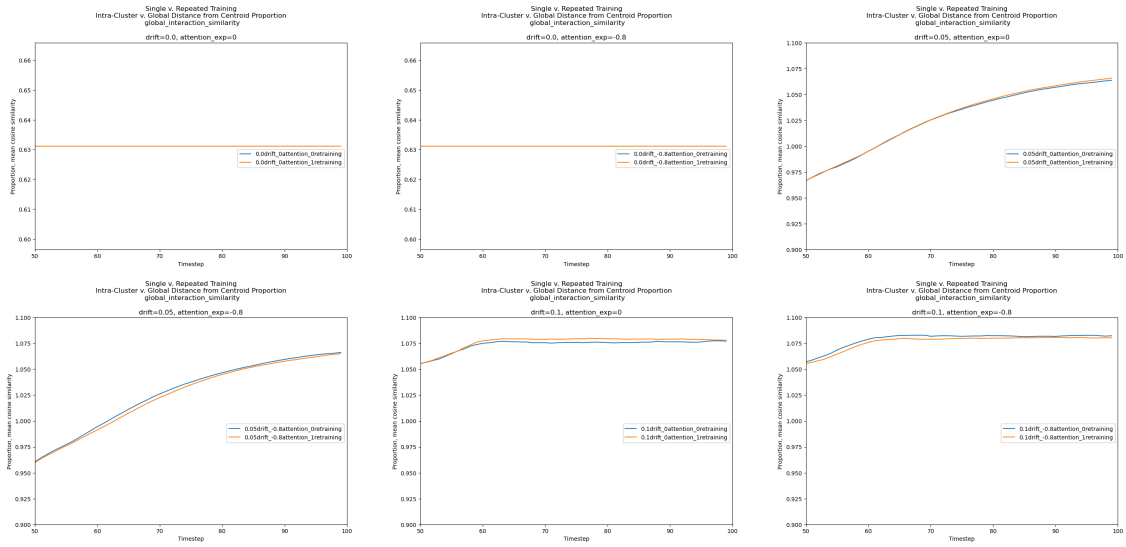 Single v. Repeated Training
Intra-Cluster v. Global Distance from Centroid Proportion
global_interaction_similarity
drift=0.0, attention_exp=0
Proportion, mean cosine similarity
0.66
0.65
0.64
0.63
0.62
0.61
0.60
0.0drift_0attention_0retraining
0.0drift_0attention_1retraining
50 60 70 80 90 100
Timestep
Single v. Repeated Training
Intra-Cluster v. Global Distance from Centroid Proportion
global_interaction_similarity
drift=0.0, attention_exp=-0.8
Proportion, mean cosine similarity
0.66
0.65
0.64
0.63
0.62
0.61
0.60
0.0drift_-0.8attention_0retraining
0.0drift_-0.8attention_1retraining
50 60 70 80 90 100
Timestep
Single v. Repeated Training
Intra-Cluster v. Global Distance from Centroid Proportion
global_interaction_similarity
drift=0.05, attention_exp=0
Proportion, mean cosine similarity
1.100
1.075
1.050
1.025
1.000
0.975
0.950
0.925
0.900
0.05drift_0attention_0retraining
0.05drift_0attention_1retraining
50 60 70 80 90 100
Timestep
Single v. Repeated Training
Intra-Cluster v. Global Distance from Centroid Proportion
global_interaction_similarity
drift=0.05, attention_exp=-0.8
Proportion, mean cosine similarity
1.100
1.075
1.050
1.025
1.000
0.975
0.950
0.925
0.900
0.05drift_-0.8attention_0retraining
0.05drift_-0.8attention_1retraining
50 60 70 80 90 100
Timestep
Single v. Repeated Training
Intra-Cluster v. Global Distance from Centroid Proportion
global_interaction_similarity
drift=0.1, attention_exp=0
Proportion, mean cosine similarity
1.100
1.075
1.050
1.025
1.000
0.975
0.950
0.925
0.900
0.1drift_0attention_0retraining
0.1drift_0attention_1retraining
50 60 70 80 90 100
Timestep
Single v. Repeated Training
Intra-Cluster v. Global Distance from Centroid Proportion
global_interaction_similarity
drift=0.1, attention_exp=-0.8
Proportion, mean cosine similarity
1.100
1.075
1.050
1.025
1.000
0.975
0.950
0.925
0.900
0.1drift_-0.8attention_0retraining
0.1drift_-0.8attention_1retraining
50 60 70 80 90 100
Timestep